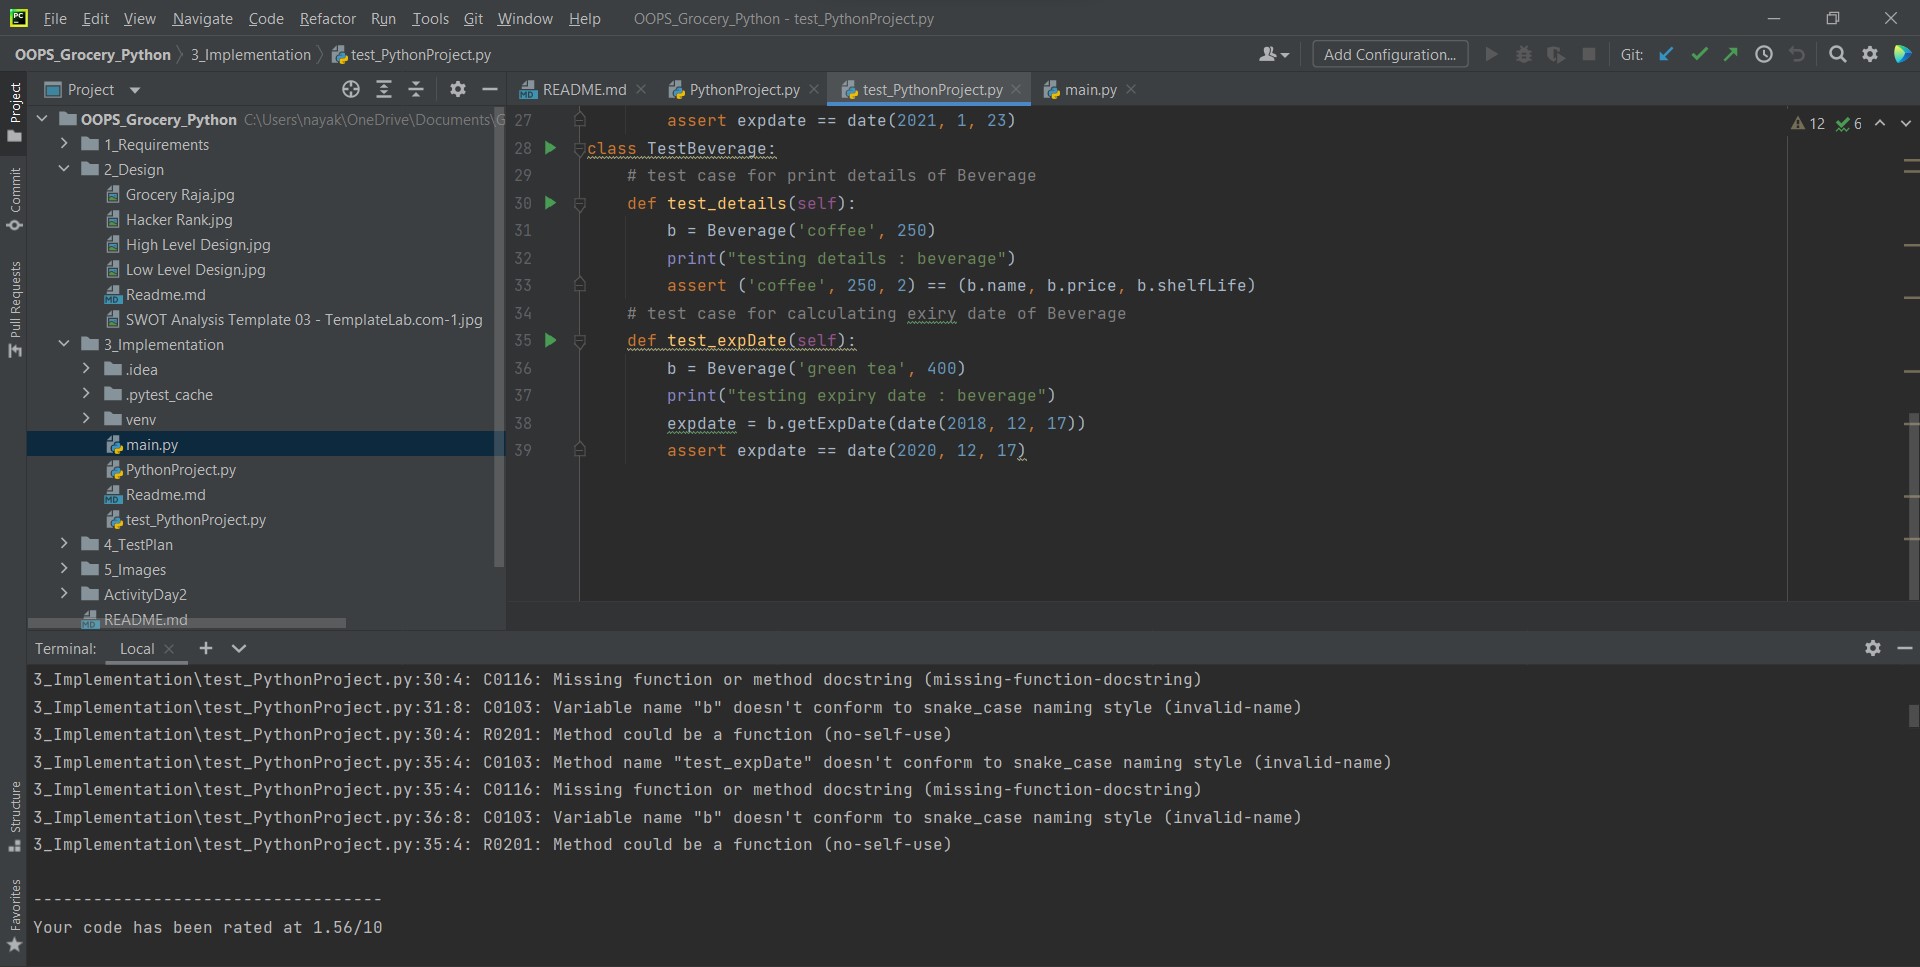 PC File Edit View Navigate Code Refactor Run Tools Git Window Help OOPS_Grocery_Python - test_PythonProject.py
OOPS_Grocery_Python 3_Implementation test_PythonProject.py Add Configuration... Git:
Project
README.md PythonProject.py test_PythonProject.py main.py
Project
Commit
Pull Requests
Structure
Favorites
OOPS_Grocery_Python C:\Users\nayak\OneDrive\Documents\G
1_Requirements
2_Design
Grocery Raja.jpg
Hacker Rank.jpg
High Level Design.jpg
Low Level Design.jpg
Readme.md
SWOT Analysis Template 03 - TemplateLab.com-1.jpg
3_Implementation
.idea
.pytest_cache
venv
main.py
PythonProject.py
Readme.md
test_PythonProject.py
4_TestPlan
5_Images
ActivityDay2
README.md
12 6
27 assert expdate == date(2021, 1, 23)
28 class TestBeverage:
29 # test case for print details of Beverage
30 def test_details(self):
31 b = Beverage('coffee', 250)
32 print("testing details : beverage")
33 assert ('coffee', 250, 2) == (b.name, b.price, b.shelfLife)
34 # test case for calculating exiry date of Beverage
35 def test_expDate(self):
36 b = Beverage('green tea', 400)
37 print("testing expiry date : beverage")
38 expdate = b.getExpDate(date(2018, 12, 17))
39 assert expdate == date(2020, 12, 17)
Terminal: Local
3_Implementation\test_PythonProject.py:30:4: C0116: Missing function or method docstring (missing-function-docstring)
3_Implementation\test_PythonProject.py:31:8: C0103: Variable name "b" doesn't conform to snake_case naming style (invalid-name)
3_Implementation\test_PythonProject.py:30:4: R0201: Method could be a function (no-self-use)
3_Implementation\test_PythonProject.py:35:4: C0103: Method name "test_expDate" doesn't conform to snake_case naming style (invalid-name)
3_Implementation\test_PythonProject.py:35:4: C0116: Missing function or method docstring (missing-function-docstring)
3_Implementation\test_PythonProject.py:36:8: C0103: Variable name "b" doesn't conform to snake_case naming style (invalid-name)
3_Implementation\test_PythonProject.py:35:4: R0201: Method could be a function (no-self-use)
-----------------------------------
Your code has been rated at 1.56/10